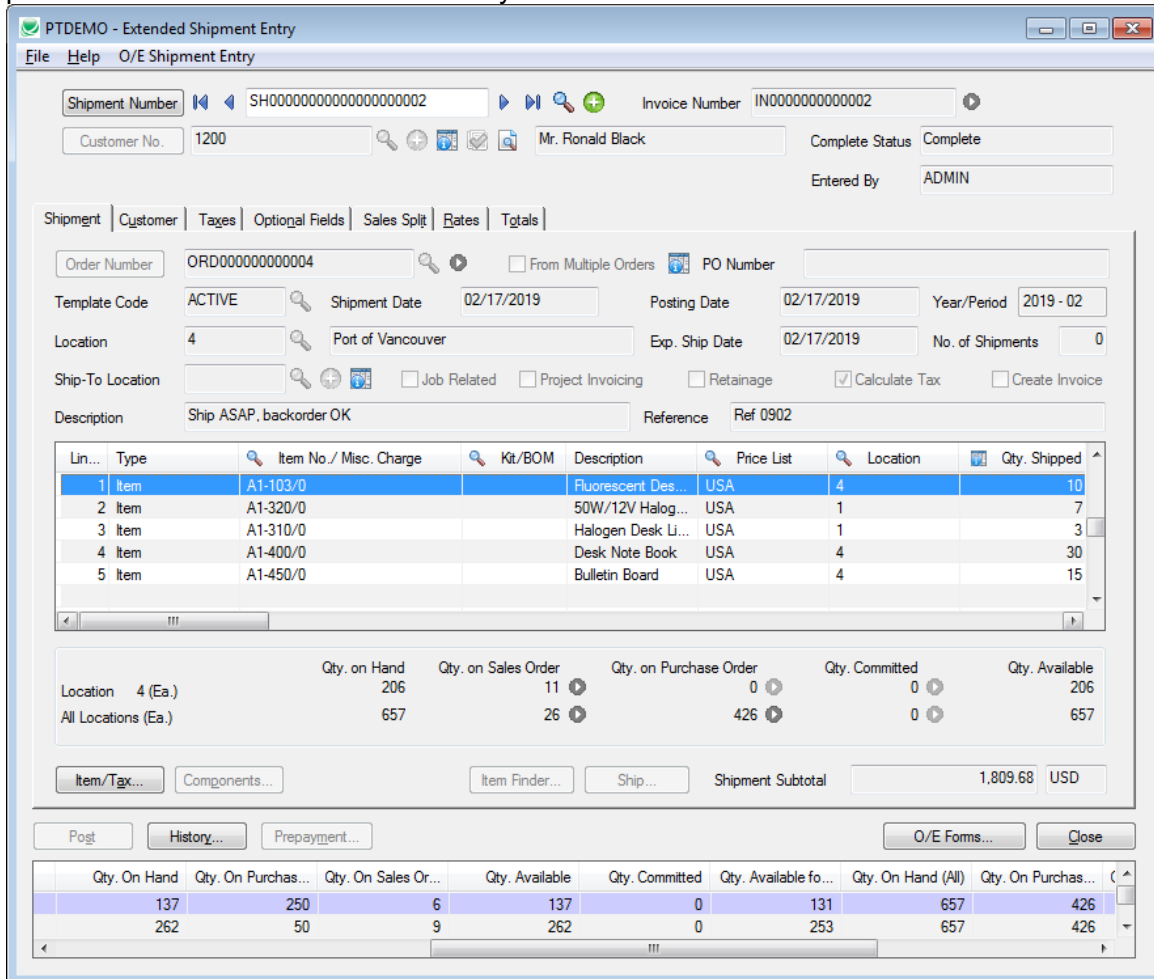 PTDEMO - Extended Shipment Entry
File Help O/E Shipment Entry
Shipment Number SH00000000000000000002 Invoice Number IN0000000000002
Customer No. 1200 Mr. Ronald Black Complete Status Complete
Entered By ADMIN
Shipment Customer Taxes Optional Fields Sales Split Rates Totals
Order Number ORD000000000004 From Multiple Orders PO Number
Template Code ACTIVE Shipment Date 02/17/2019 Posting Date 02/17/2019 Year/Period 2019 - 02
Location 4 Port of Vancouver Exp. Ship Date 02/17/2019 No. of Shipments 0
Ship-To Location Job Related Project Invoicing Retainage Calculate Tax Create Invoice
Description Ship ASAP, backorder OK Reference Ref 0902
Lin... Type Item No./ Misc. Charge Kit/BOM Description Price List Location Qty. Shipped
1 Item A1-103/0 Fluorescent Des... USA 4 10
2 Item A1-320/0 50W/12V Halog... USA 1 7
3 Item A1-310/0 Halogen Desk Li... USA 1 3
4 Item A1-400/0 Desk Note Book USA 4 30
5 Item A1-450/0 Bulletin Board USA 4 15
Qty. on Hand Qty. on Sales Order Qty. on Purchase Order Qty. Committed Qty. Available
Location 4 (Ea.) 206 11 0 0 206
All Locations (Ea.) 657 26 426 0 657
Item/Tax... Components... Item Finder... Ship... Shipment Subtotal 1,809.68 USD
Post History... Prepayment... O/E Forms... Close
Qty. On Hand Qty. On Purchas... Qty. On Sales Or... Qty. Available Qty. Committed Qty. Available fo... Qty. On Hand (All) Qty. On Purchas...
137 250 6 137 0 131 657 426
262 50 9 262 0 253 657 426